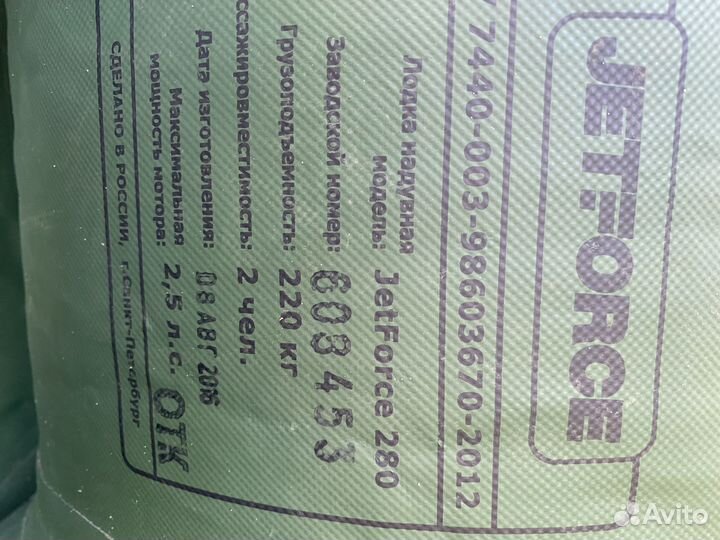 JETFORCE
7440-003-98603670-2012
Лодка надувная
модель: JetForce 280
Заводской номер: 608453
Грузоподъемность: 220 кг
ссажировместимость: 2 чел.
Дата изготовления: 08 АВГ 2016
Максимальная
мощность мотора: 2,5 л.с. ОТК
СДЕЛАНО В РОССИИ, г.Санкт-Петербург
Avito